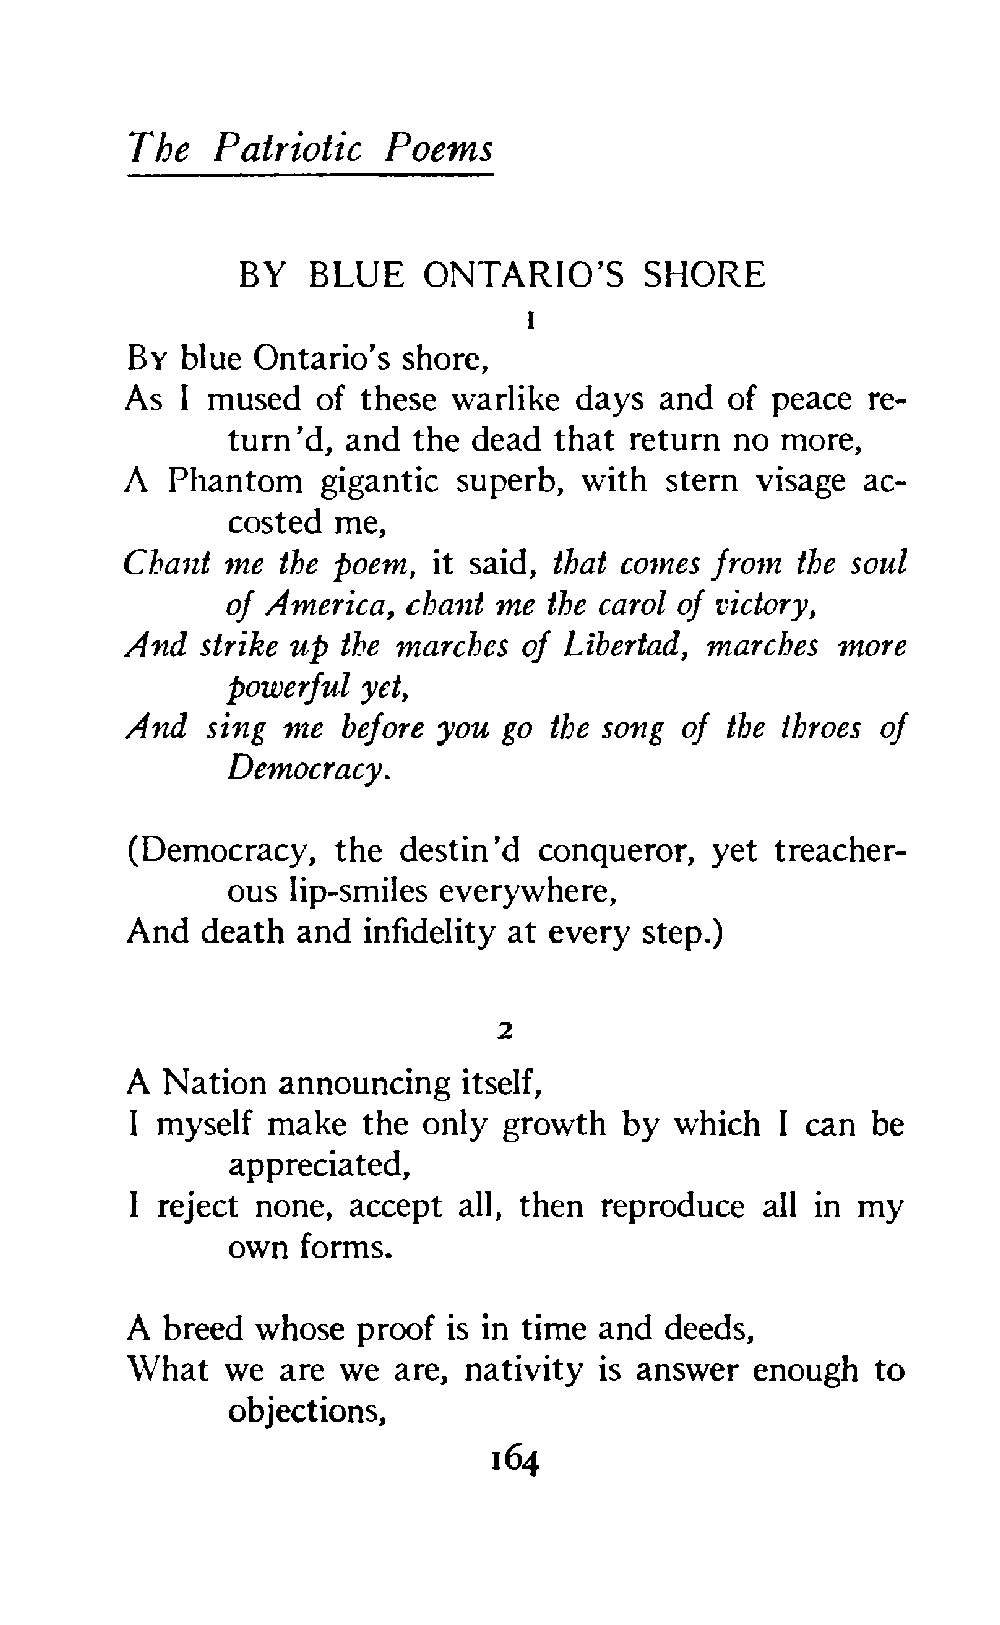 The Patriotic Poems
BY BLUE ONTARIO'S SHORE
1
By blue Ontario's shore,
As I mused of these warlike days and of peace re-
turn'd, and the dead that return no more,
A Phantom gigantic superb, with stern visage ac-
costed me,
Chant me the poem, it said, that comes from the soul
of America, chant me the carol of victory,
And strike up the marches of Libertad, marches more
powerful yet,
And sing me before you go the song of the throes of
Democracy.
(Democracy, the destin'd conqueror, yet treacher-
ous lip-smiles everywhere,
And death and infidelity at every step.)
2
A Nation announcing itself,
I myself make the only growth by which I can be
appreciated,
I reject none, accept all, then reproduce all in my
own forms.
A breed whose proof is in time and deeds,
What we are we are, nativity is answer enough to
objections,
164